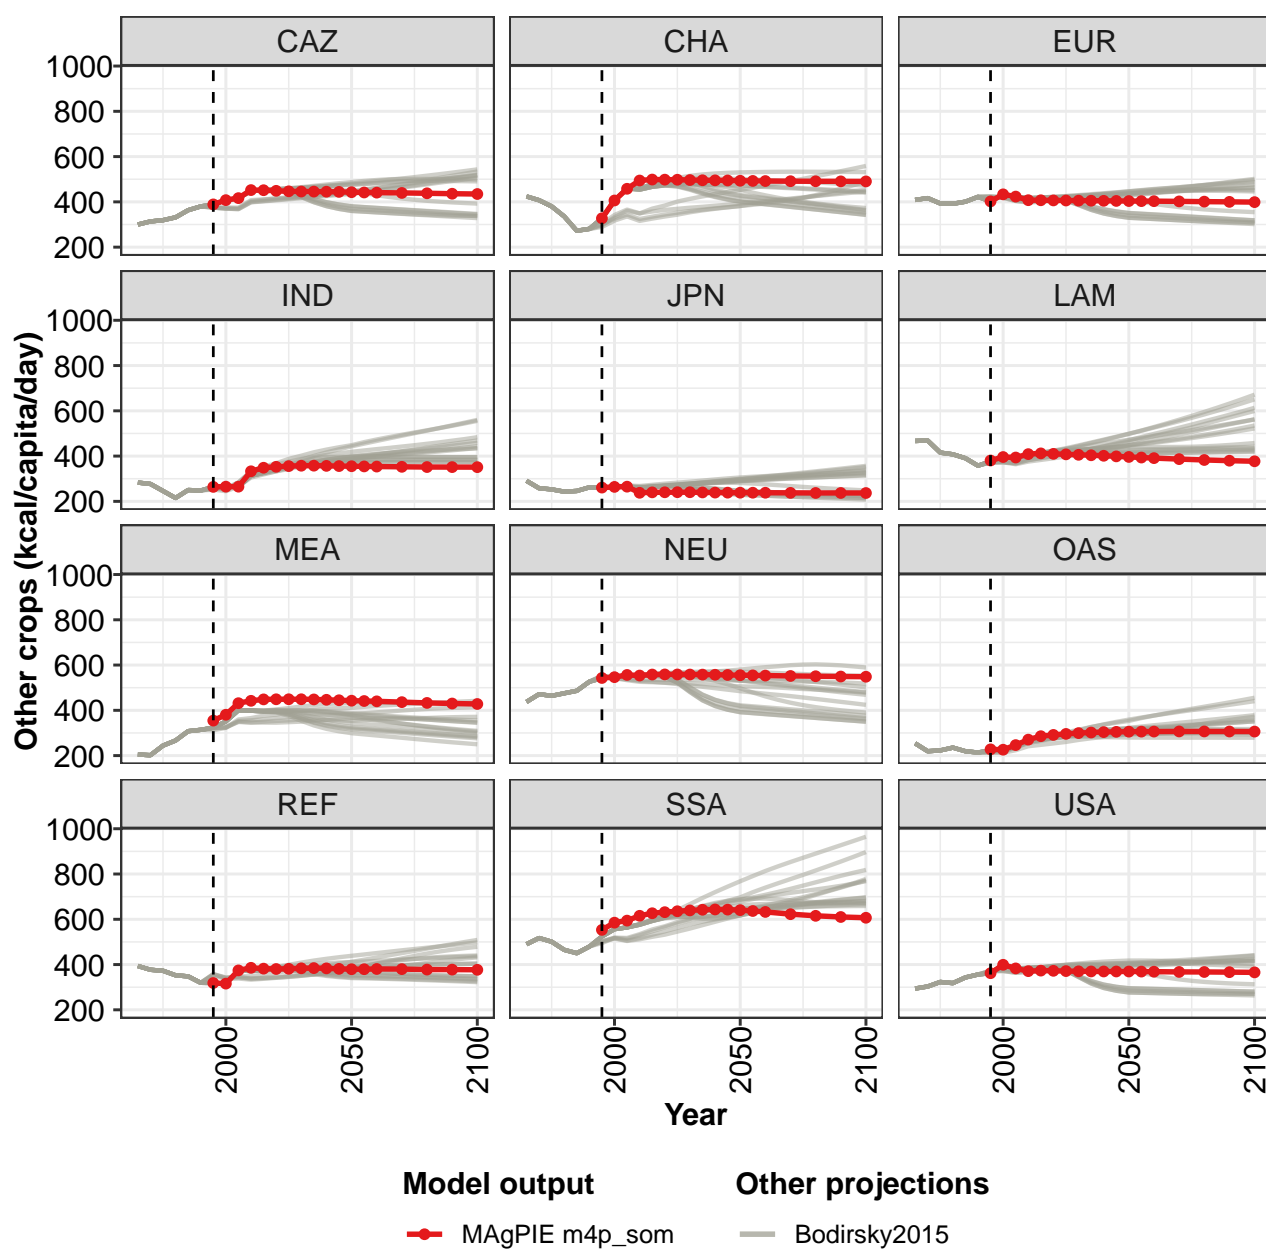 CAZ CHA EUR
1000
800
600
400
200
IND JPN LAM
1000
800
600
400
200
MEA NEU OAS
1000
800
600
400
200
REF SSA USA
1000
800
600
400
200
Other crops (kcal/capita/day)
2000 2050 2100 2000 2050 2100 2000 2050 2100
Year
Model output Other projections
MAgPIE m4p_som Bodirsky2015